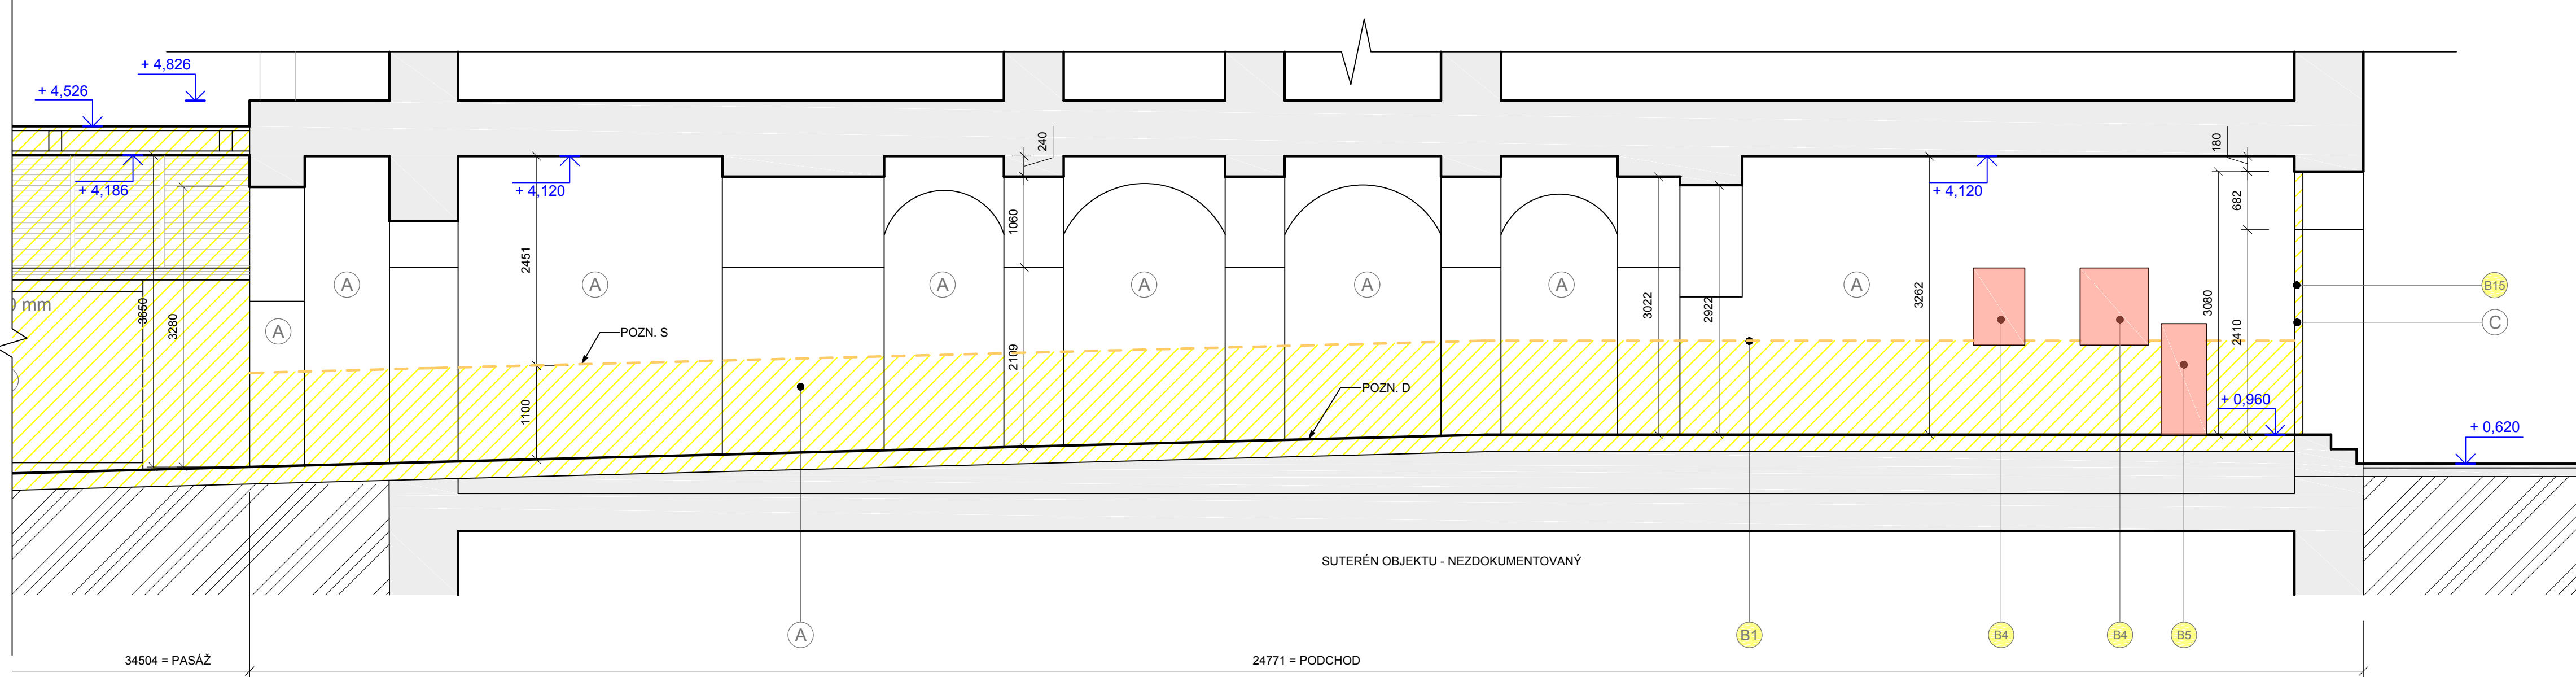 + 4,826
+ 4,526
+ 4,186
+ 4,120
+ 4,120
240
180
1060
2451
682
A
A
A
A
A
A
A
A
0 mm
3650
3280
3022
2922
3262
3080
2410
B15
C
POZN. S
2109
POZN. D
1100
+ 0,960
+ 0,620
SUTERÉN OBJEKTU - NEZDOKUMENTOVANÝ
A
B1
B4
B4
B5
34504 = PASÁŽ
24771 = PODCHOD